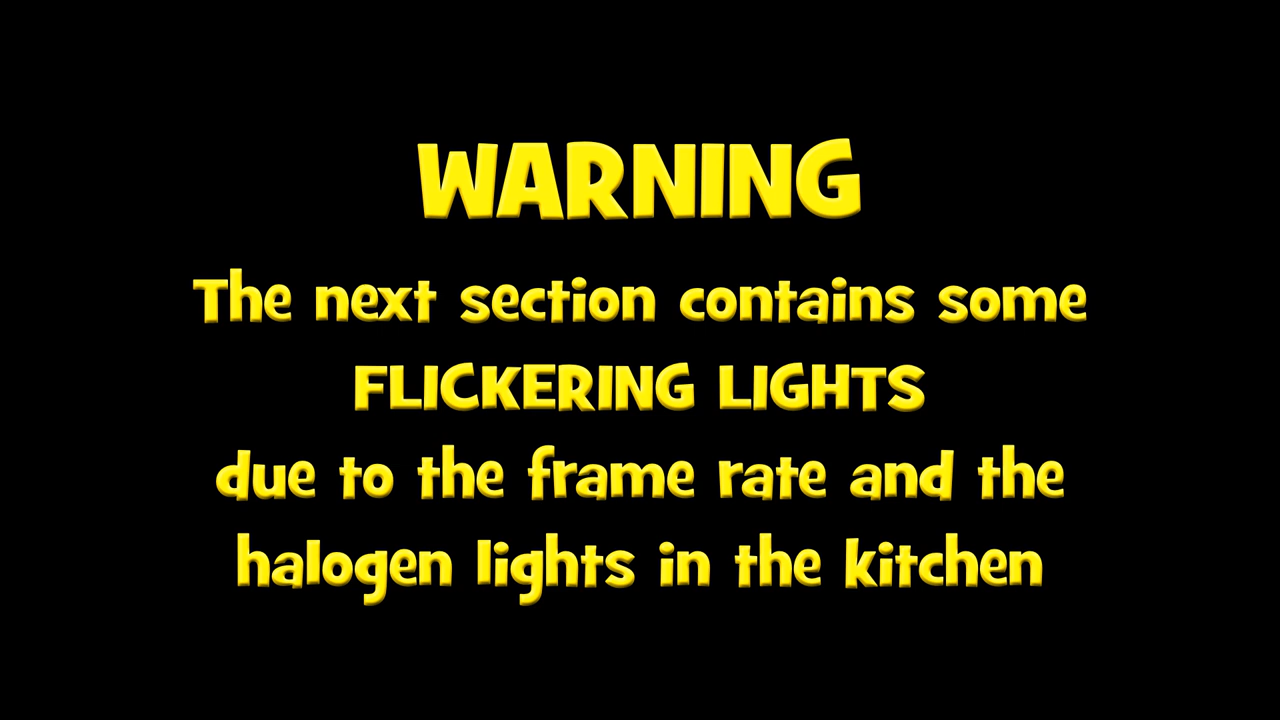 WARNING
The next section contains some
FLICKERING LIGHTS
due to the frame rate and the
halogen lights in the kitchen